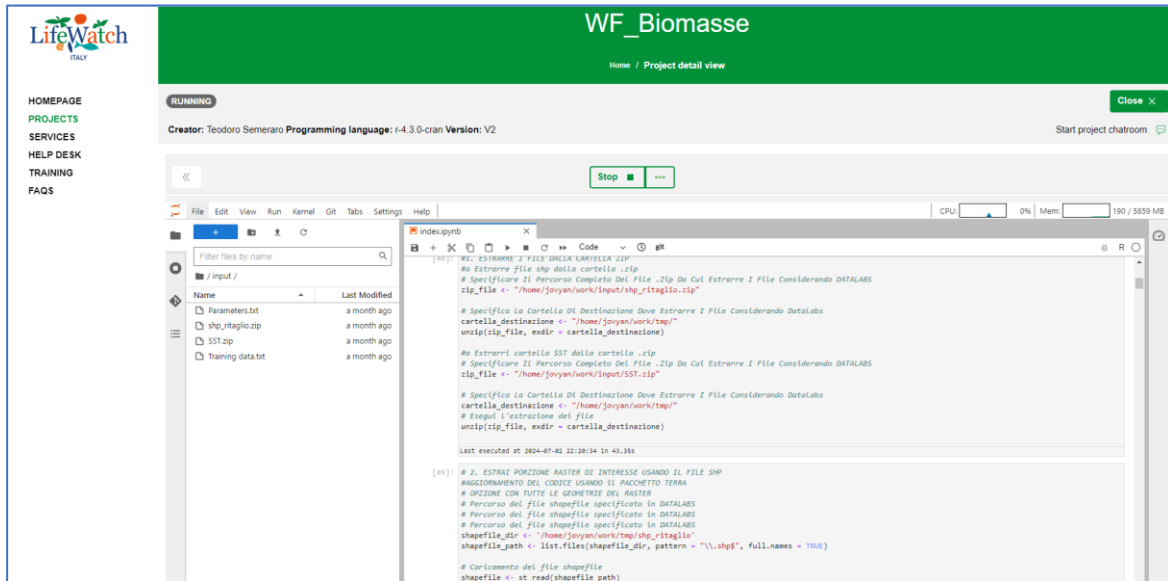 LifeWatch
ITALY
WF_Biomasse
Home / Project detail view
HOMEPAGE
PROJECTS
SERVICES
HELP DESK
TRAINING
FAQS
RUNNING
Close ×
Creator: Teodoro Semeraro Programming language: r-4.3.0-cran Version: V2
Start project chatroom
Stop
File Edit View Run Kernel Git Tabs Settings Help
CPU: 0% Mem: 190 / 5859 MB
Filter files by name
/ input /
Name Last Modified
Parameters.txt a month ago
shp_ritaglio.zip a month ago
SST.zip a month ago
Training data.txt a month ago
index.ipynb ×
Code git R
[48]: #1. ESTRARRE I FILE DALLA CARTELLA ZIP
#a Estrarre file shp dalla cartella .zip
# Specificare Il Percorso Completo Del File .Zip Da Cui Estrarre I File Considerando DATALABS
zip_file <- "/home/jovyan/work/input/shp_ritaglio.zip"
# Specifica La Cartella Di Destinazione Dove Estrarre I File Considerando DataLabs
cartella_destinazione <- "/home/jovyan/work/tmp/"
unzip(zip_file, exdir = cartella_destinazione)
#a Estrarri cartella SST dalla cartella .zip
# Specificare Il Percorso Completo Del File .Zip Da Cui Estrarre I File Considerando DATALABS
zip_file <- "/home/jovyan/work/input/SST.zip"
# Specifica La Cartella Di Destinazione Dove Estrarre I File Considerando DataLabs
cartella_destinazione <- "/home/jovyan/work/tmp/"
# Esegui l'estrazione dei file
unzip(zip_file, exdir = cartella_destinazione)
Last executed at 2024-07-02 22:20:34 in 43.35s
[49]: # 2. ESTRAI PORZIONE RASTER DI INTERESSE USANDO IL FILE SHP
#AGGIORNAMENTO DEL CODICE USANDO iL PACCHETTO TERRA
# OPZIONE CON TUTTE LE GEOMETRIE DEL RASTER
# Percorso del file shapefile specificato in DATALABS
# Percorso del file shapefile specificato in DATALABS
# Percorso del file shapefile specificato in DATALABS
shapefile_dir <- '/home/jovyan/work/tmp/shp_ritaglio'
shapefile_path <- list.files(shapefile_dir, pattern = "\\.shp$", full.names = TRUE)
# Caricamento del file shapefile
shapefile <- st_read(shapefile_path)